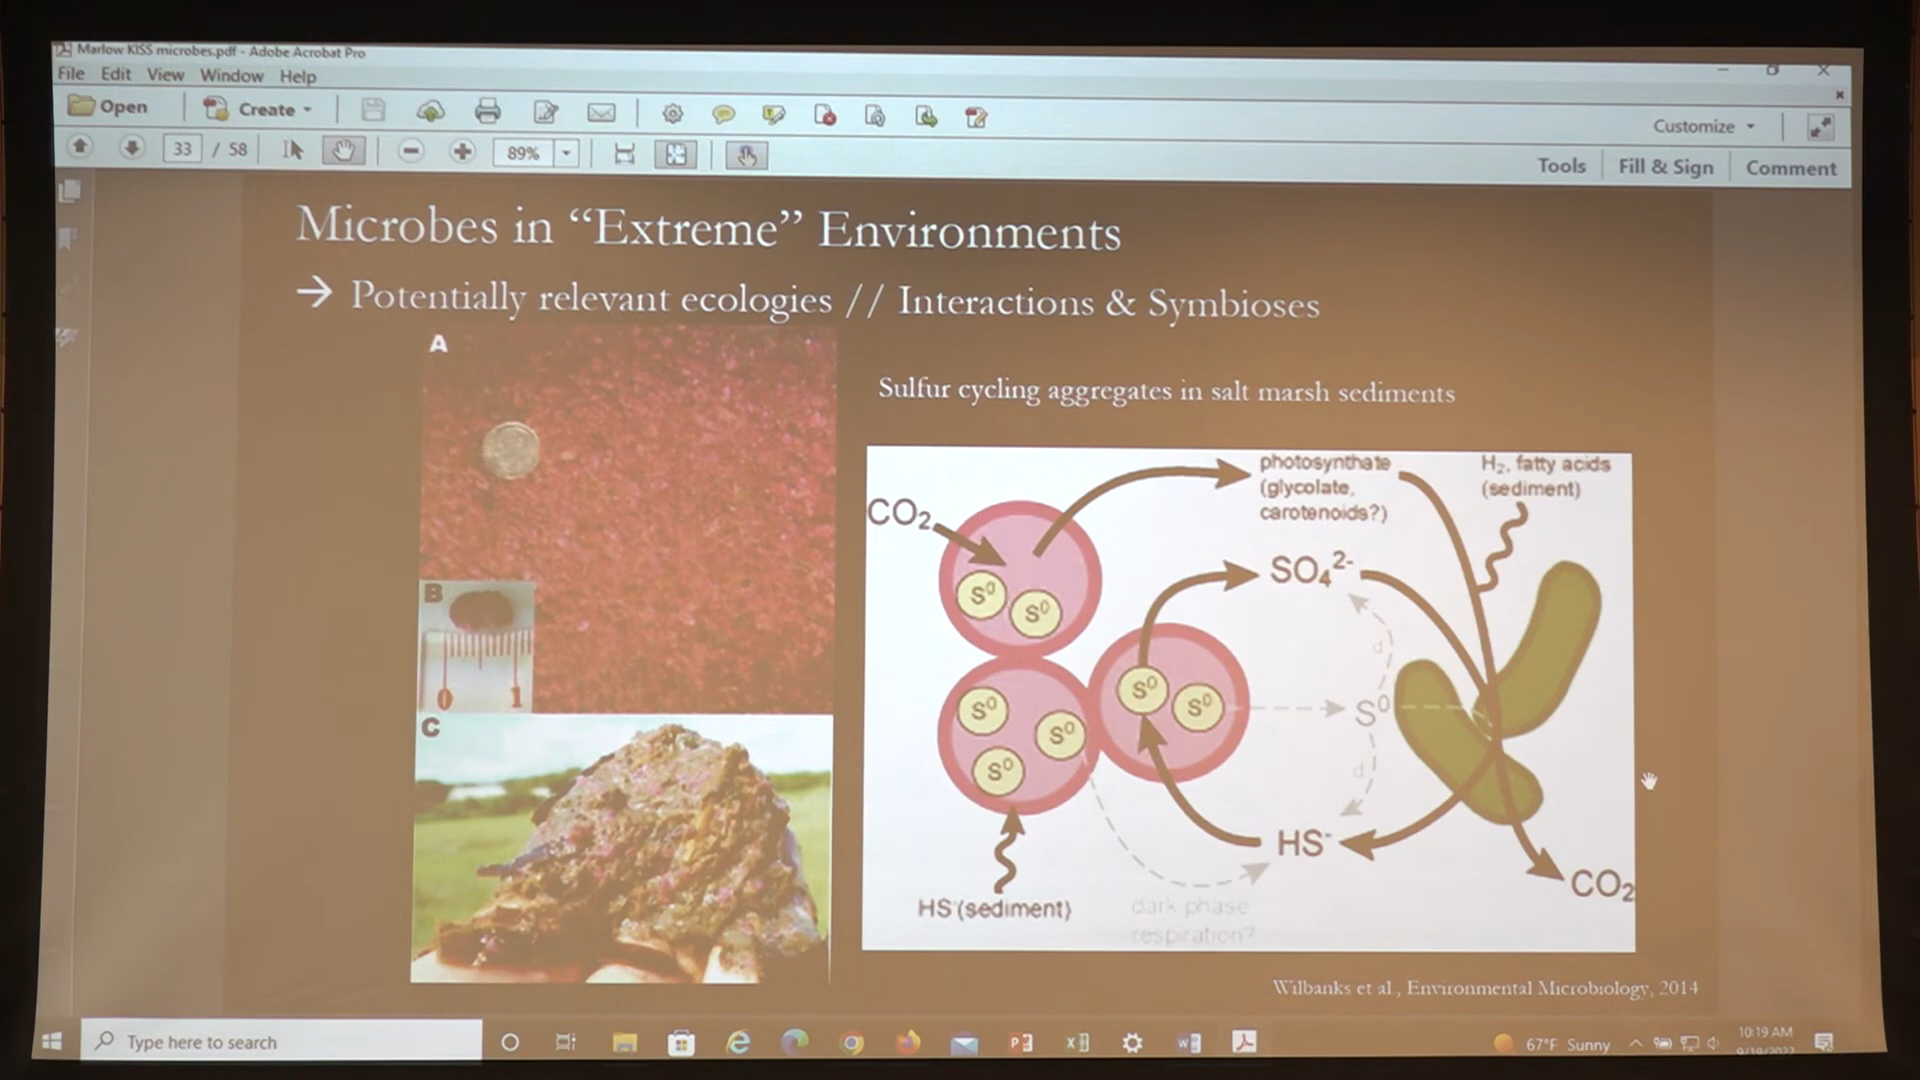 Marlow KISS microbes.pdf - Adobe Acrobat Pro
File Edit View Window Help
Open Create
Customize
33 / 58 89%
Tools Fill & Sign Comment
Microbes in “Extreme” Environments
→ Potentially relevant ecologies // Interactions & Symbioses
A
Sulfur cycling aggregates in salt marsh sediments
photosynthate
(glycolate,
carotenoids?)
H₂, fatty acids
(sediment)
CO₂
SO₄²⁻
S⁰ S⁰
B
0 1
d
S⁰ S⁰ S⁰
S⁰ S⁰
S⁰
C
d
HS⁻
CO₂
HS⁻(sediment)
dark phase
respiration?
Wilbanks et al., Environmental Microbiology, 2014
Type here to search
67°F Sunny
10:19 AM